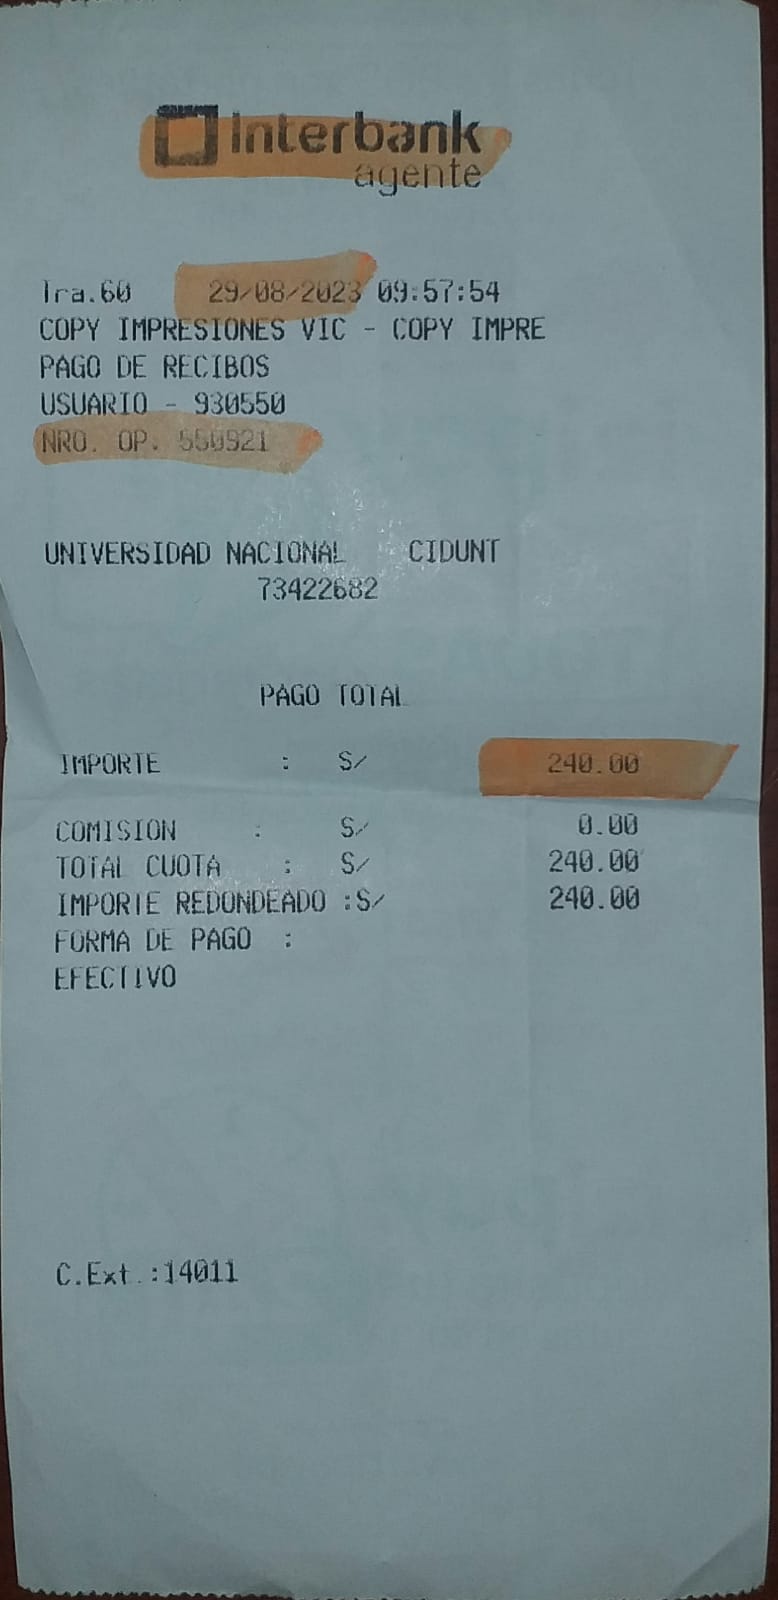 Interbank
agente
Tra.60 29/08/2023 09:57:54
COPY IMPRESIONES VIC - COPY IMPRE
PAGO DE RECIBOS
USUARIO - 930550
NRO. OP. 550921
UNIVERSIDAD NACIONAL CIDUNT
73422682
PAGO TOTAL
IMPORTE : S/ 240.00
COMISION : S/ 0.00
TOTAL CUOTA : S/ 240.00
IMPORTE REDONDEADO :S/ 240.00
FORMA DE PAGO :
EFECTIVO
C.Ext.:14011